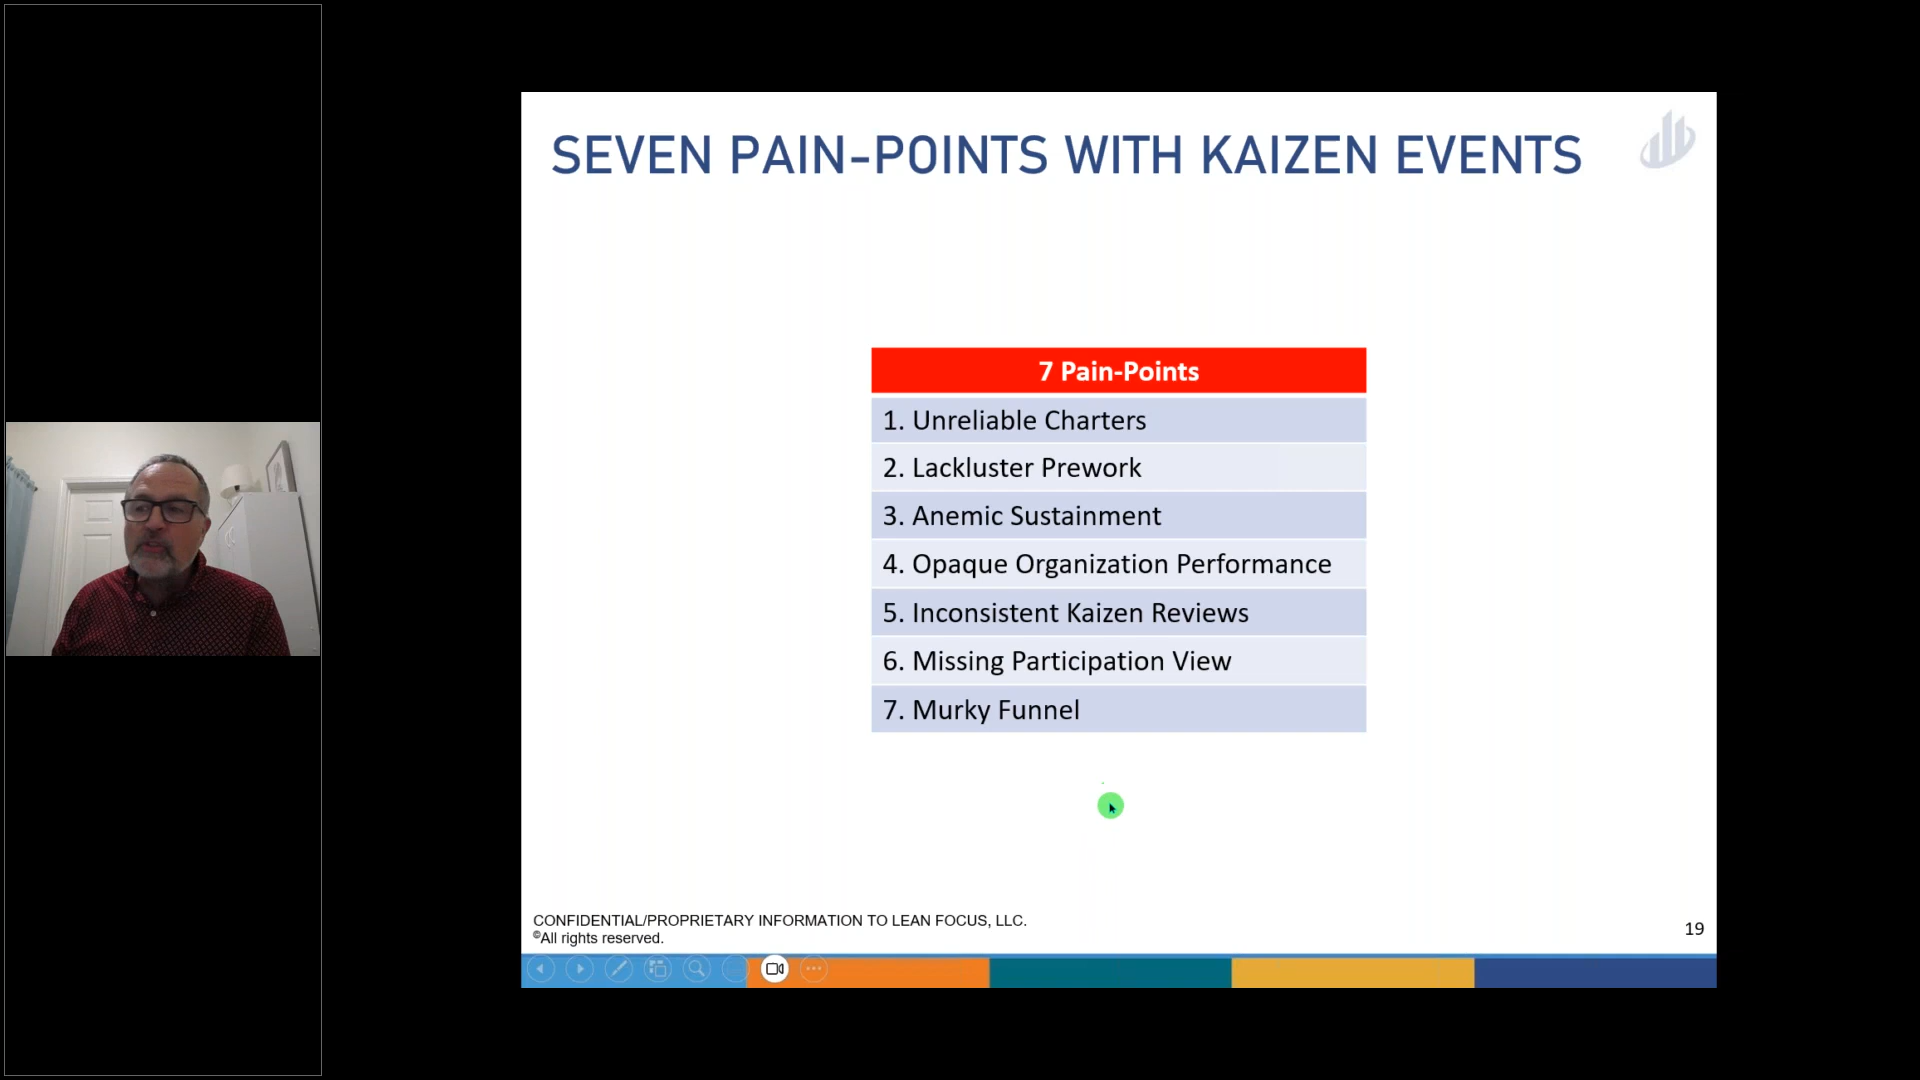 SEVEN PAIN-POINTS WITH KAIZEN EVENTS
7 Pain-Points
1. Unreliable Charters
2. Lackluster Prework
3. Anemic Sustainment
4. Opaque Organization Performance
5. Inconsistent Kaizen Reviews
6. Missing Participation View
7. Murky Funnel
CONFIDENTIAL/PROPRIETARY INFORMATION TO LEAN FOCUS, LLC.
©All rights reserved.
19